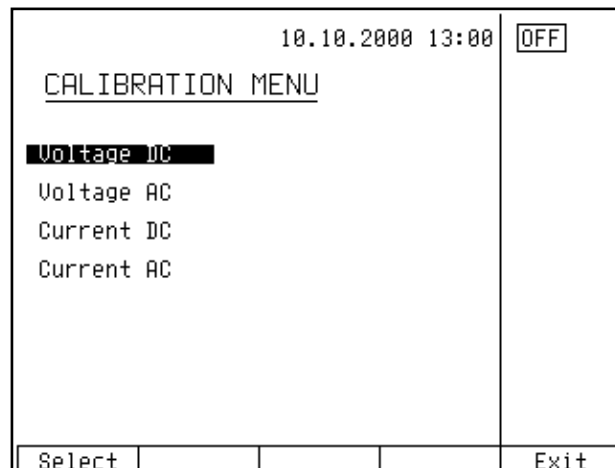 10.10.2000 13:00 OFF
CALIBRATION MENU
Voltage DC
Voltage AC
Current DC
Current AC
Select Exit